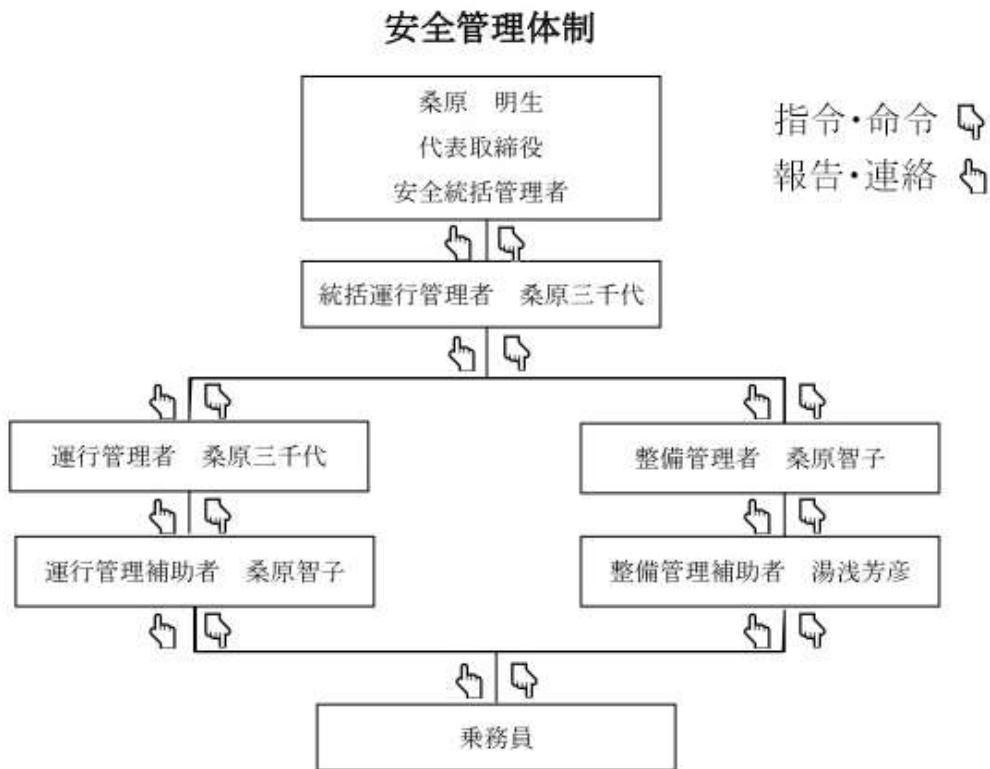 安全管理体制
桑原　明生
代表取締役
安全統括管理者
指令・命令
報告・連絡
統括運行管理者　桑原三千代
運行管理者　桑原三千代
整備管理者　桑原智子
運行管理補助者　桑原智子
整備管理補助者　湯浅芳彦
乗務員